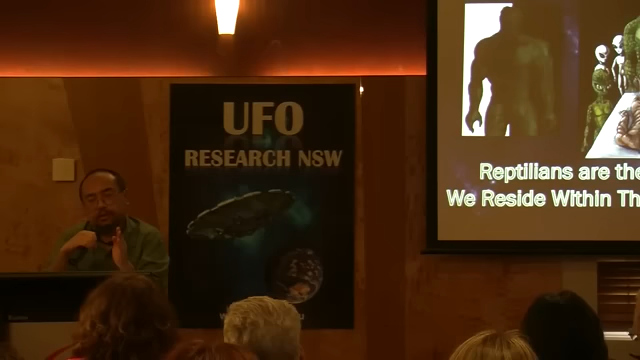 UFO
RESEARCH NSW
Reptilians are the
We Reside Within Th